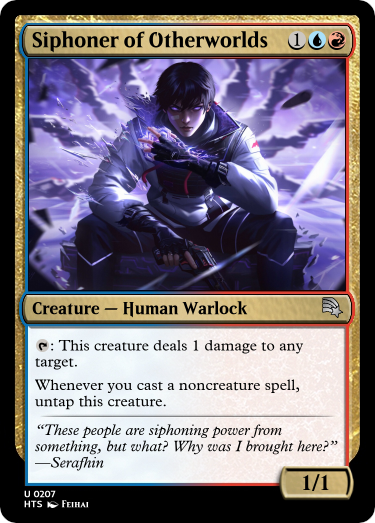 Siphoner of Otherworlds 1
Creature — Human Warlock
: This creature deals 1 damage to any
target.
Whenever you cast a noncreature spell,
untap this creature.
“These people are siphoning power from
something, but what? Why was I brought here?”
—Serafhin
1/1
U 0207
HTS Feihai